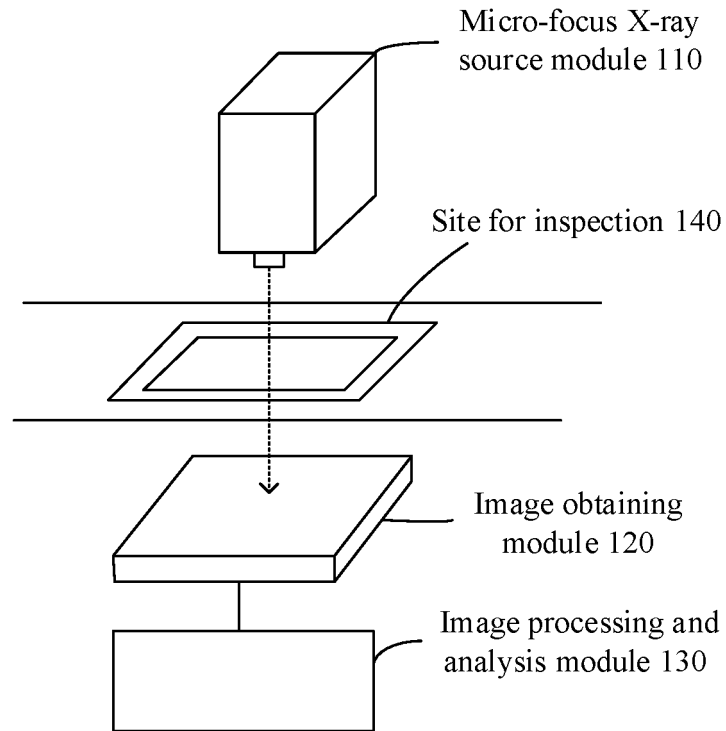 Micro-focus X-ray
source module 110
Site for inspection 140
Image obtaining
module 120
Image processing and
analysis module 130